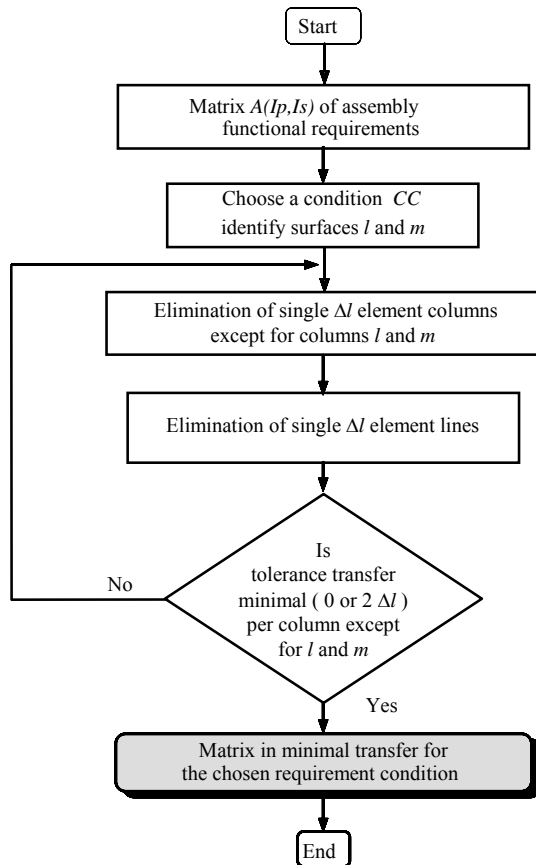 Start
Matrix A(Ip,Is) of assembly
functional requirements
Choose a condition CC
identify surfaces l and m
Elimination of single Δl element columns
except for columns l and m
Elimination of single Δl element lines
Is
tolerance transfer
minimal ( 0 or 2 Δl )
per column except
for l and m
No
Yes
Matrix in minimal transfer for
the chosen requirement condition
End